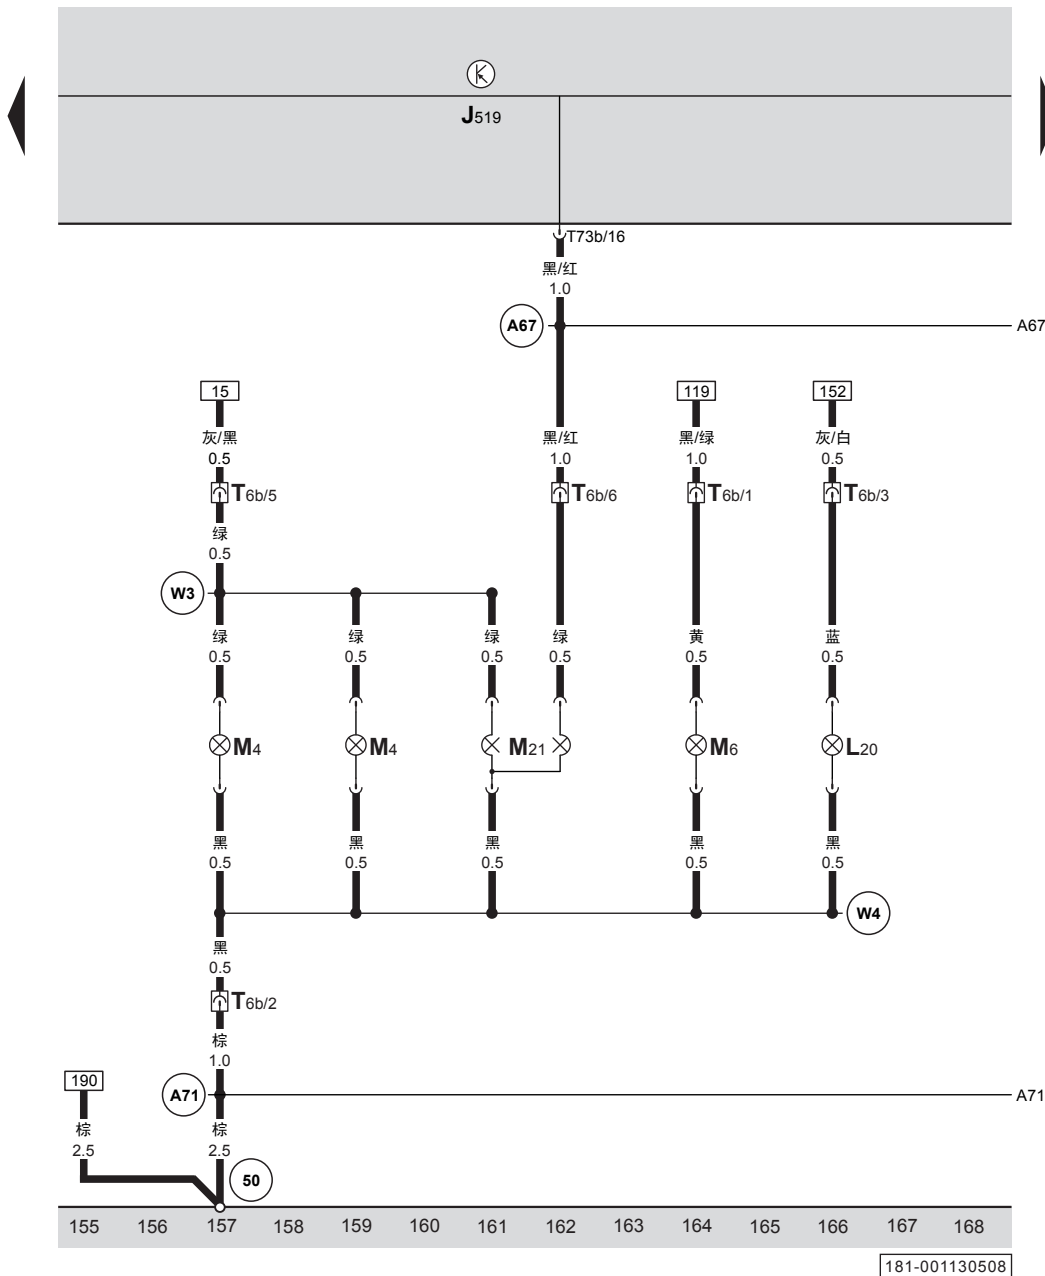 J519
T73b/16
黑/红
1.0
A67 A67
15 119 152
灰/黑 黑/红 黑/绿 灰/白
0.5 1.0 1.0 0.5
T6b/5 T6b/6 T6b/1 T6b/3
绿
0.5
W3
绿 绿 绿 绿 黄 蓝
0.5 0.5 0.5 0.5 0.5 0.5
M4 M4 M21 M6 L20
黑 黑 黑 黑 黑
0.5 0.5 0.5 0.5 0.5
W4
黑
0.5
T6b/2
棕
1.0
190
A71 A71
棕 棕
2.5 2.5
50
155 156 157 158 159 160 161 162 163 164 165 166 167 168
181-001130508